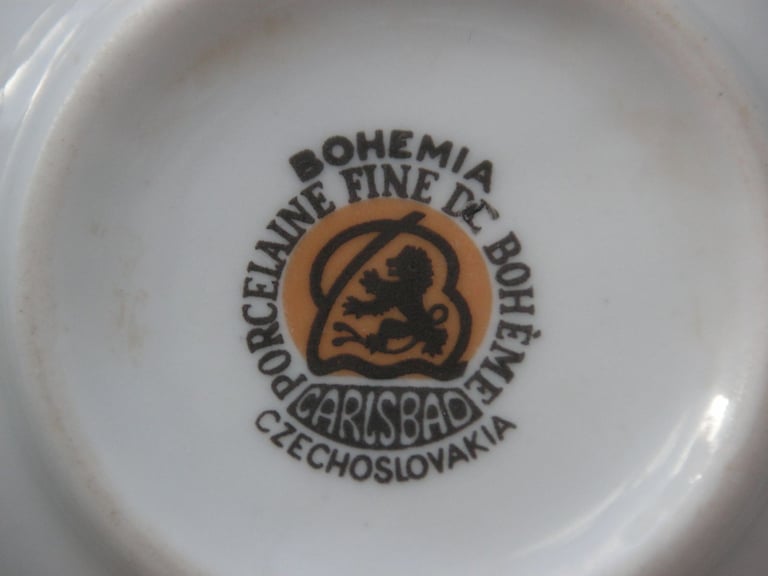 BOHEMIA
PORCELAINE FINE DE BOHÊME
CARLSBAD
CZECHOSLOVAKIA